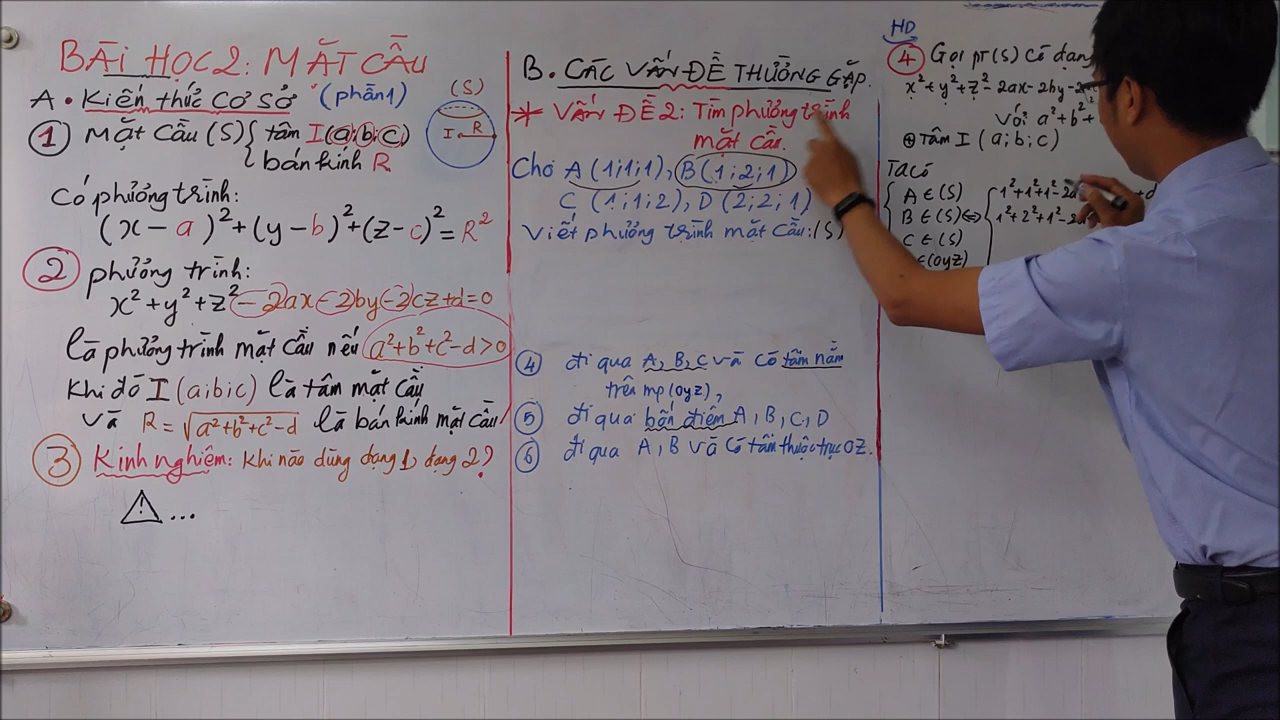 BÀI HỌC 2: MẶT CẦU
A. Kiến thức cơ sở (phần 1)
(S)
I R
① Mặt cầu (S) { tâm I(a;b;c)
bán kính R
Có phương trình:
(x - a)² + (y - b)² + (z - c)² = R²
② phương trình:
x² + y² + z² - 2ax - 2by - 2cz + d = 0
là phương trình mặt cầu nếu a² + b² + c² - d > 0
Khi đó I (a;b;c) là tâm mặt cầu
Và R = √a² + b² + c² - d là bán kính mặt cầu
③ Kinh nghiệm: Khi nào dùng dạng 1, dạng 2?
! ...
B. CÁC VẤN ĐỀ THƯỜNG GẶP.
* VẤN ĐỀ 2: Tìm phương trình
mặt cầu.
Cho A (1;1;1), B(1;2;1)
C (1;1;2), D(2;2;1)
Viết phương trình mặt cầu: (S)
④ đi qua A, B, C và có tâm nằm
trên mp(oyz),
⑤ đi qua bốn điểm A, B, C, D
⑥ đi qua A, B và có tâm thuộc trục OZ.
HD
④ Gọi pt (S) có dạng
x² + y² + z² - 2ax - 2by - 2
Với a² + b² +
⊕ Tâm I (a;b;c)
Ta có
{ A ∈ (S) { 1² + 1² + 1² - 2a + d
B ∈ (S) ⇔ 1² + 2² + 1² - 2
C ∈ (S)
∈ (oyz)